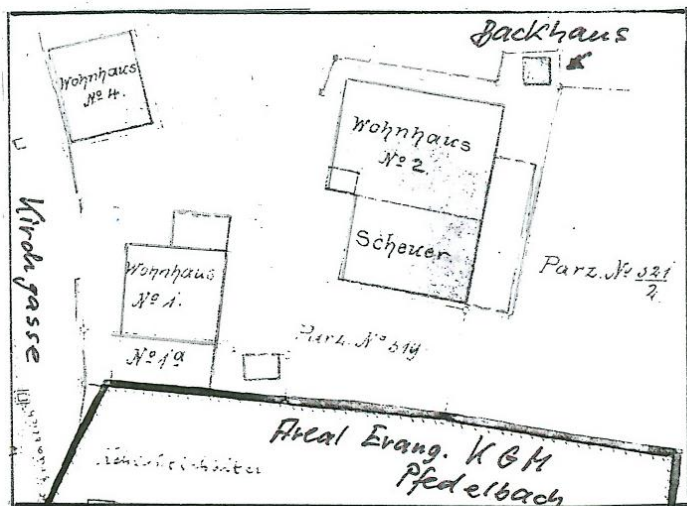 Backhaus
Wohnhaus
№ 4.
Wohnhaus
№ 2.
Scheuer
Kirchgasse
Wohnhaus
№ 1.
№ 1ª
Parz. № 519
Parz. № 521/2
Areal Evang. KGM
Pfedelbach